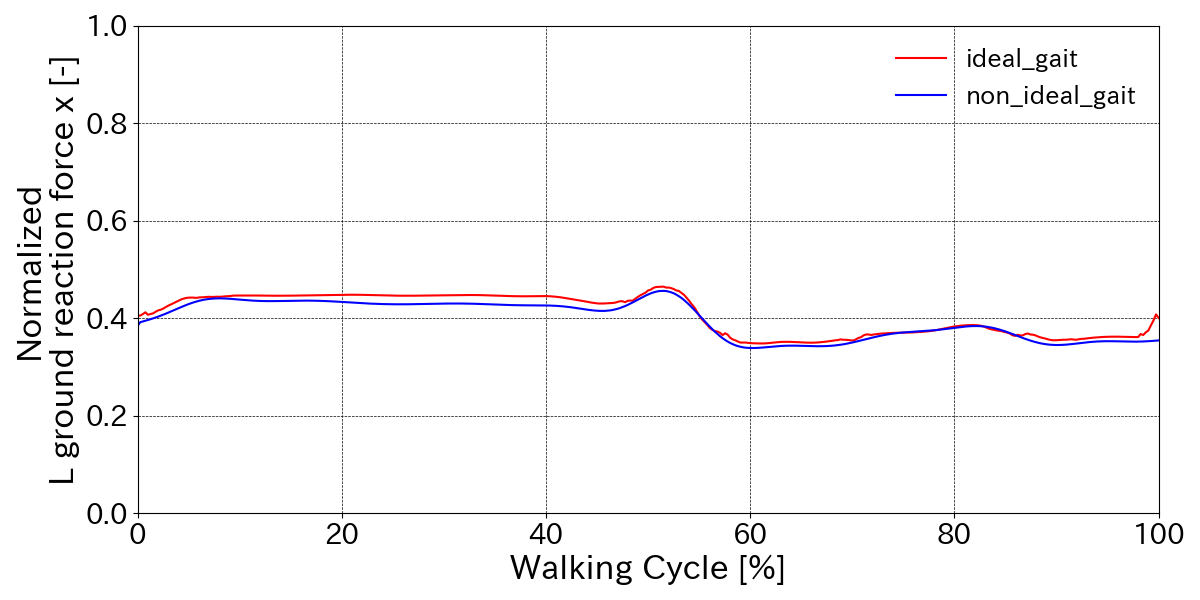 1.0
0.8
0.6
0.4
0.2
0.0
0
20
40
60
80
100
Normalized
L ground reaction force x [-]
Walking Cycle [%]
ideal_gait
non_ideal_gait